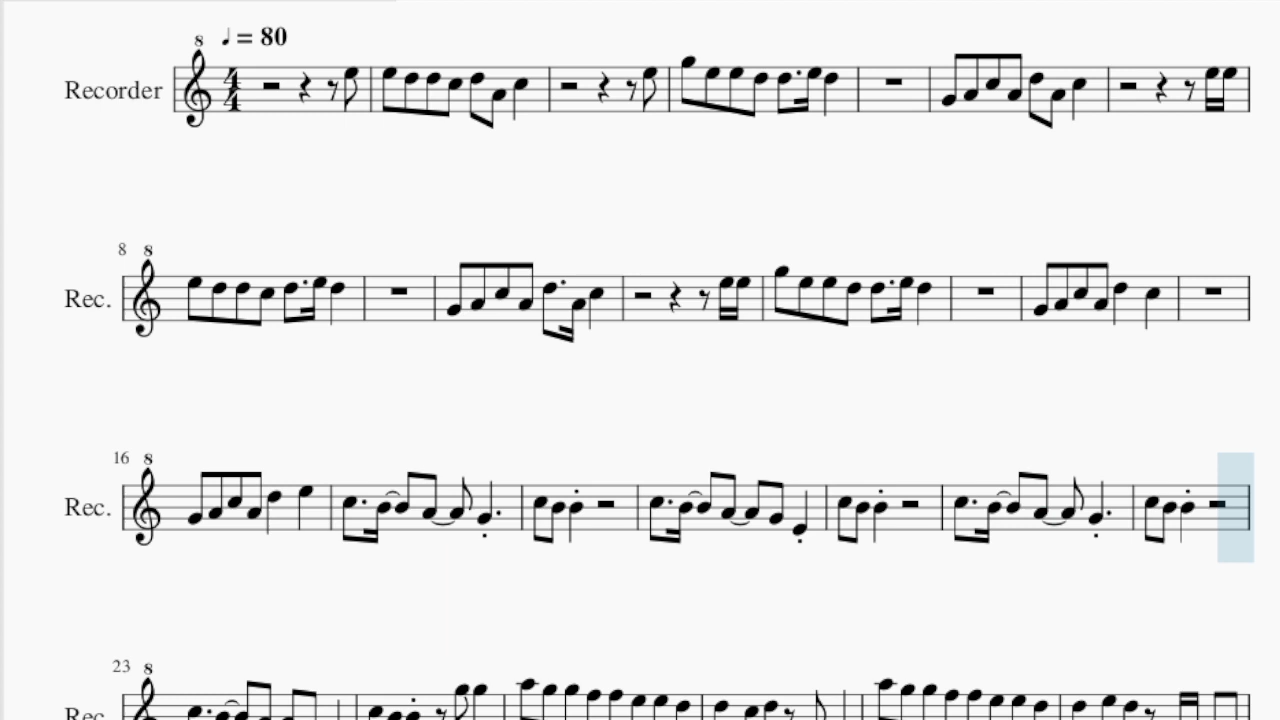 8 ♩ = 80
Recorder 4/4
8 8
Rec.
16 8
Rec.
23 8
Rec.